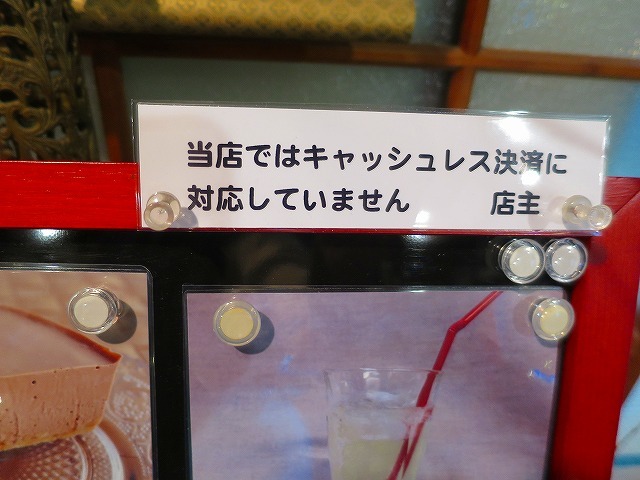 当店ではキャッシュレス決済に
対応していません 店主